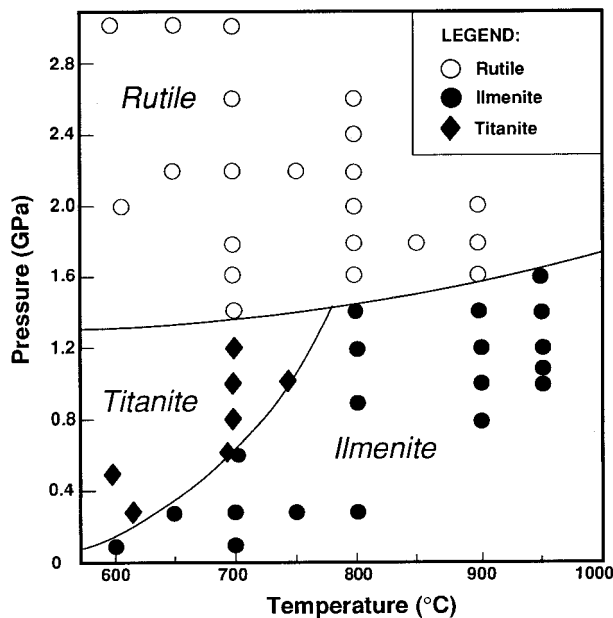 LEGEND:
Rutile
Ilmenite
Titanite
2.8
2.4
2.0
1.6
1.2
0.8
0.4
0
Pressure (GPa)
Rutile
Titanite
Ilmenite
600
700
800
900
1000
Temperature (°C)